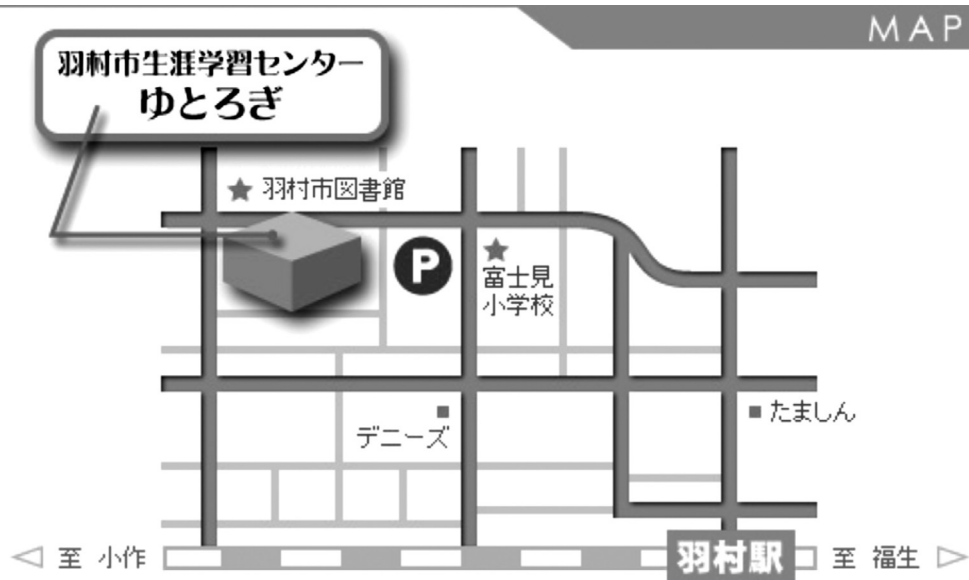 MAP
羽村市生涯学習センター
ゆとろぎ
★ 羽村市図書館
P
★
富士見
小学校
デニーズ
■ たましん
至 小作
羽村駅
至 福生